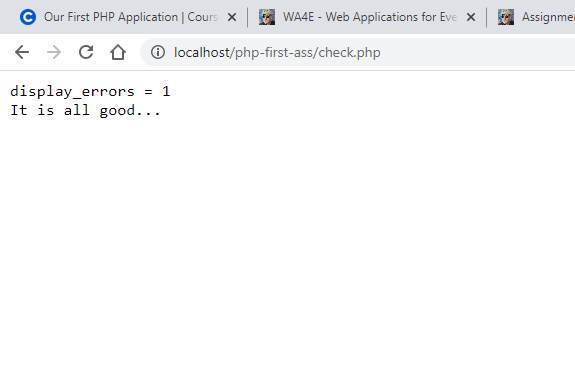 Our First PHP Application | Cours
WA4E - Web Applications for Eve
Assignmen
localhost/php-first-ass/check.php
display_errors = 1
It is all good...